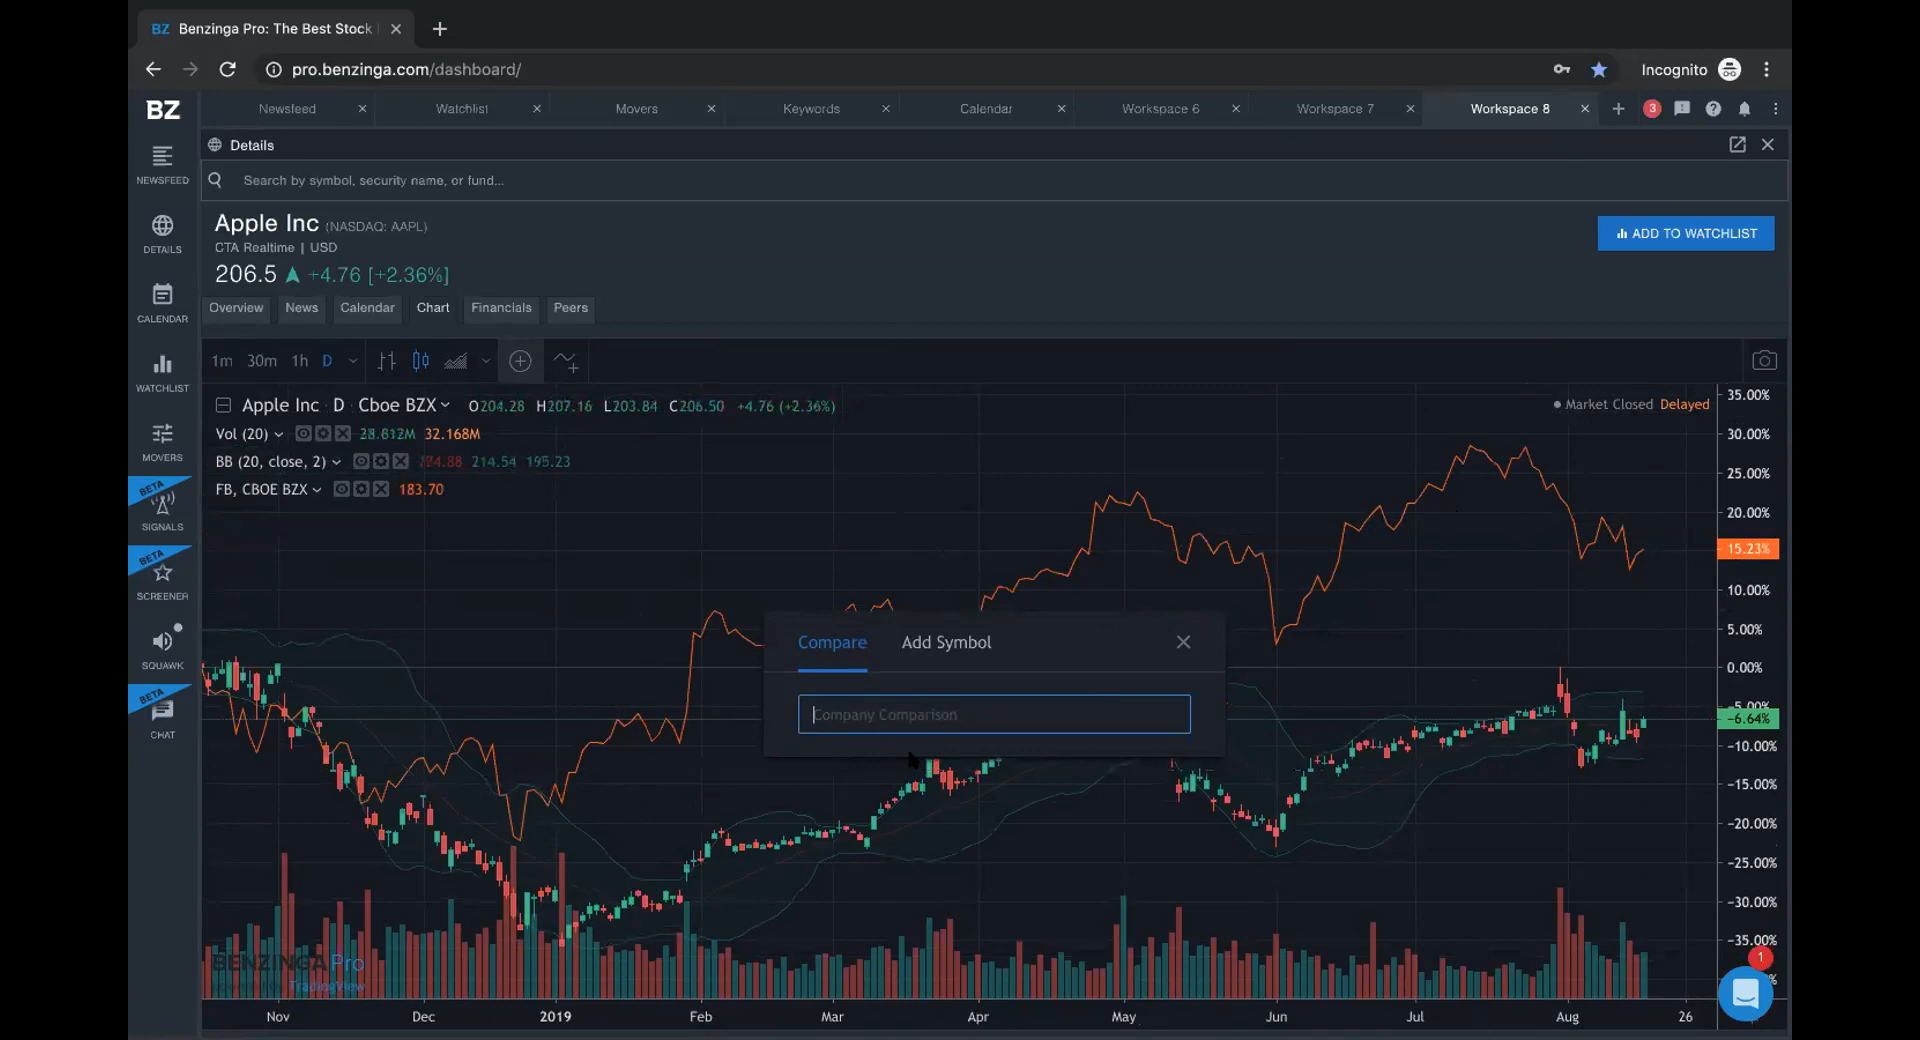 BZ Benzinga Pro: The Best Stock
pro.benzinga.com/dashboard/
Incognito
BZ
Newsfeed
Watchlist
Movers
Keywords
Calendar
Workspace 6
Workspace 7
Workspace 8
3
Details
Search by symbol, security name, or fund...
NEWSFEED
DETAILS
CALENDAR
WATCHLIST
MOVERS
BETA
SIGNALS
BETA
SCREENER
SQUAWK
BETA
CHAT
Apple Inc (NASDAQ: AAPL)
CTA Realtime | USD
206.5 +4.76 [+2.36%]
ADD TO WATCHLIST
Overview News Calendar Chart Financials Peers
1m 30m 1h D
Apple Inc D Cboe BZX O204.28 H207.16 L203.84 C206.50 +4.76 (+2.36%)
Market Closed Delayed
Vol (20) 28.812M 32.168M
BB (20, close, 2) 214.54 195.23
FB, CBOE BZX 183.70
Compare
Add Symbol
Company Comparison
35.00%
30.00%
25.00%
20.00%
15.23%
10.00%
5.00%
0.00%
-5.00%
-6.64%
-10.00%
-15.00%
-20.00%
-25.00%
-30.00%
-35.00%
1
BENZINGA Pro
TradingView
Nov Dec 2019 Feb Mar Apr May Jun Jul Aug 26